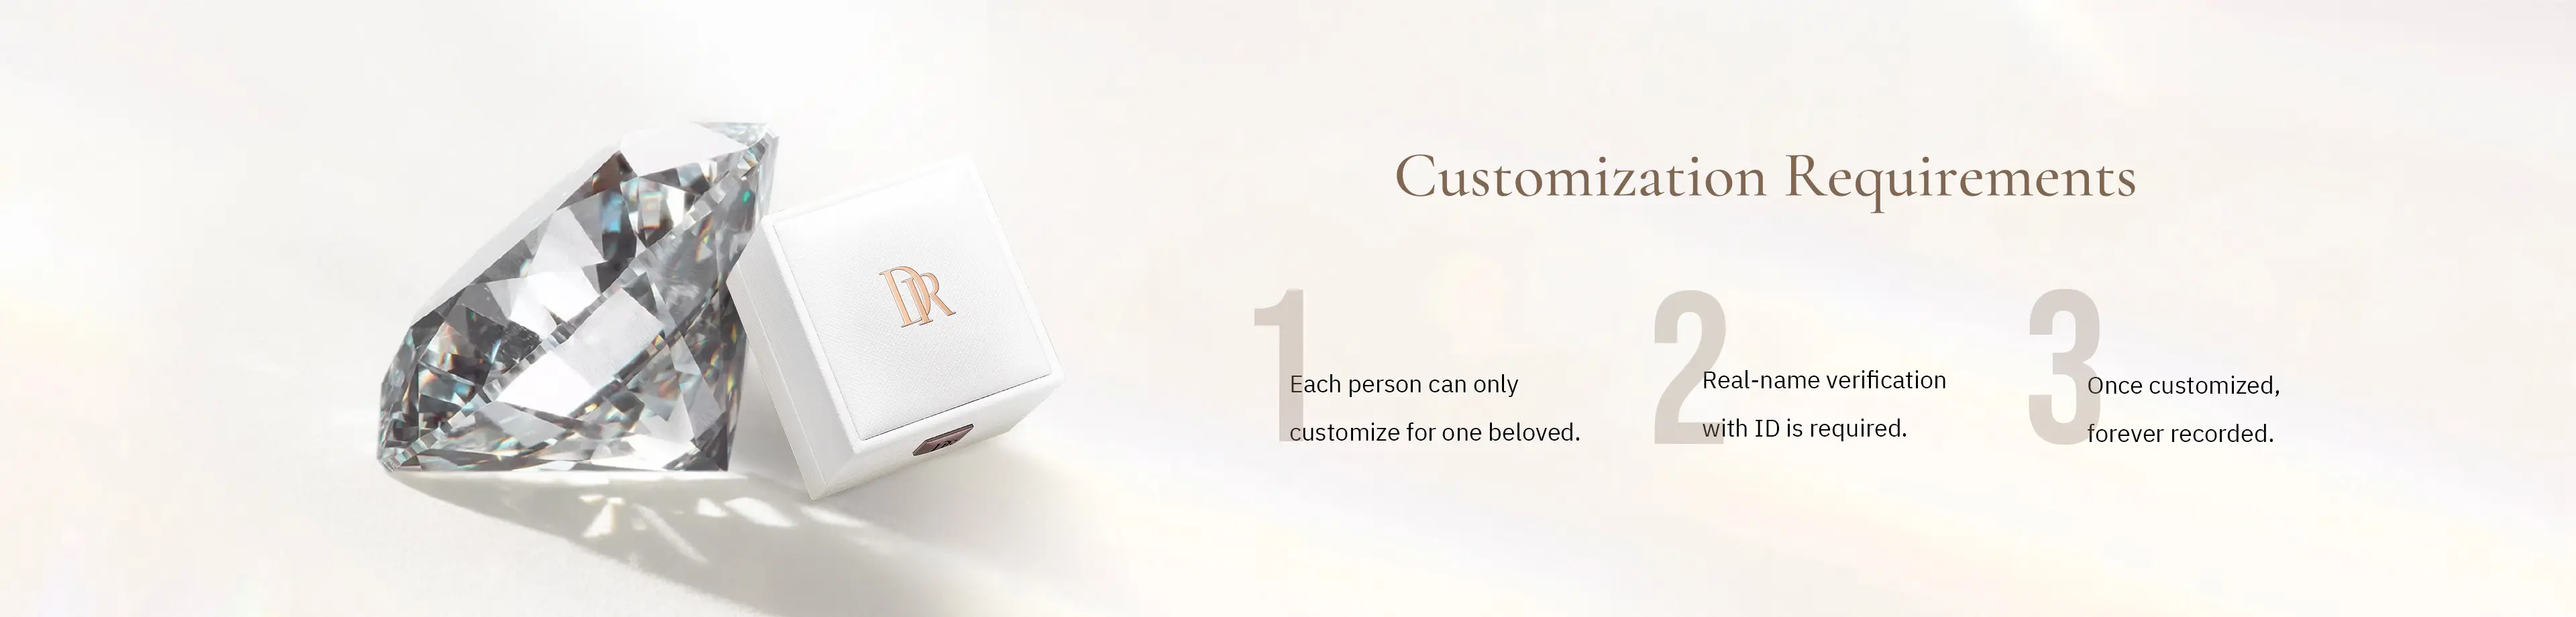 DR
Customization Requirements
1
Each person can only
customize for one beloved.
2
Real-name verification
with ID is required.
3
Once customized,
forever recorded.